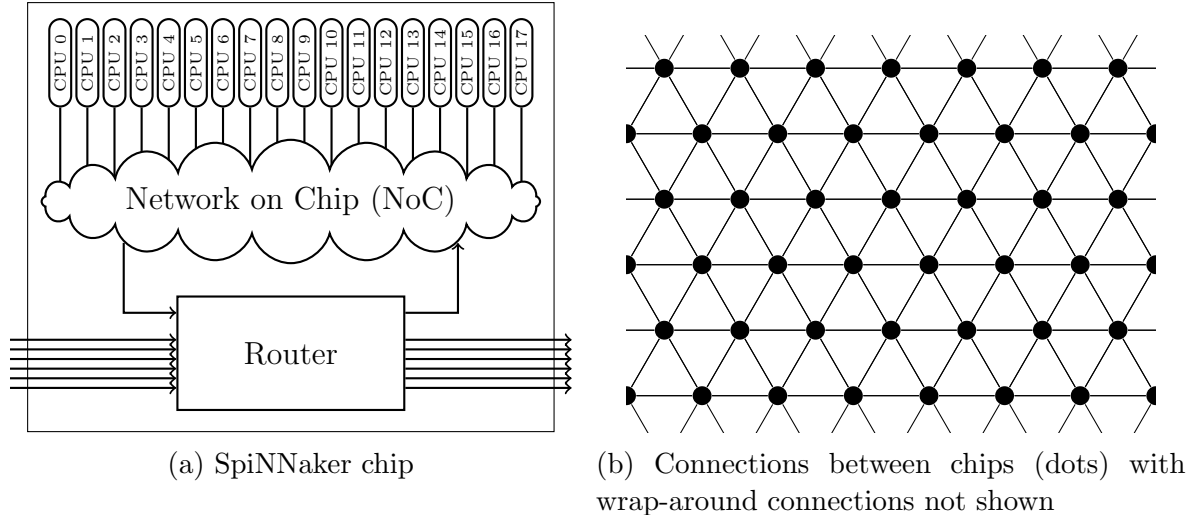 CPU 0
CPU 1
CPU 2
CPU 3
CPU 4
CPU 5
CPU 6
CPU 7
CPU 8
CPU 9
CPU 10
CPU 11
CPU 12
CPU 13
CPU 14
CPU 15
CPU 16
CPU 17
Network on Chip (NoC)
Router
(a) SpiNNaker chip
(b) Connections between chips (dots) with
wrap-around connections not shown